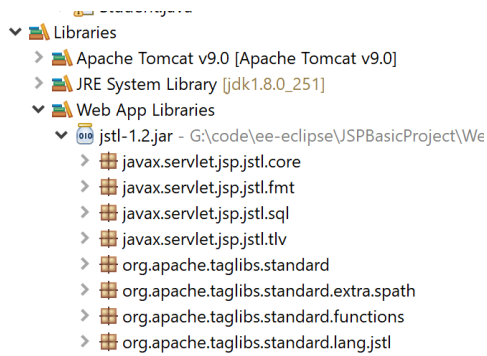 Student.java
Libraries
Apache Tomcat v9.0 [Apache Tomcat v9.0]
JRE System Library [jdk1.8.0_251]
Web App Libraries
jstl-1.2.jar - G:\code\ee-eclipse\JSPBasicProject\We
javax.servlet.jsp.jstl.core
javax.servlet.jsp.jstl.fmt
javax.servlet.jsp.jstl.sql
javax.servlet.jsp.jstl.tlv
org.apache.taglibs.standard
org.apache.taglibs.standard.extra.spath
org.apache.taglibs.standard.functions
org.apache.taglibs.standard.lang.jstl